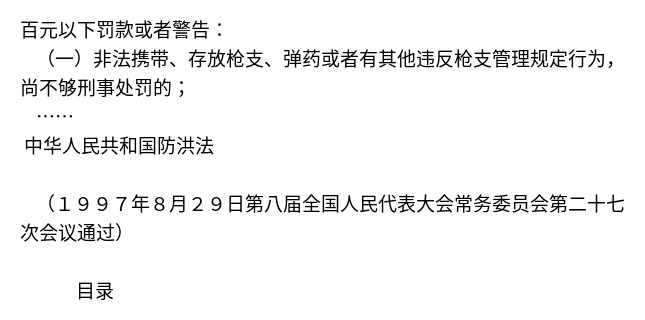 百元以下罚款或者警告：
（一）非法携带、存放枪支、弹药或者有其他违反枪支管理规定行为，
尚不够刑事处罚的；
……
中华人民共和国防洪法
（１９９７年８月２９日第八届全国人民代表大会常务委员会第二十七
次会议通过）
目录